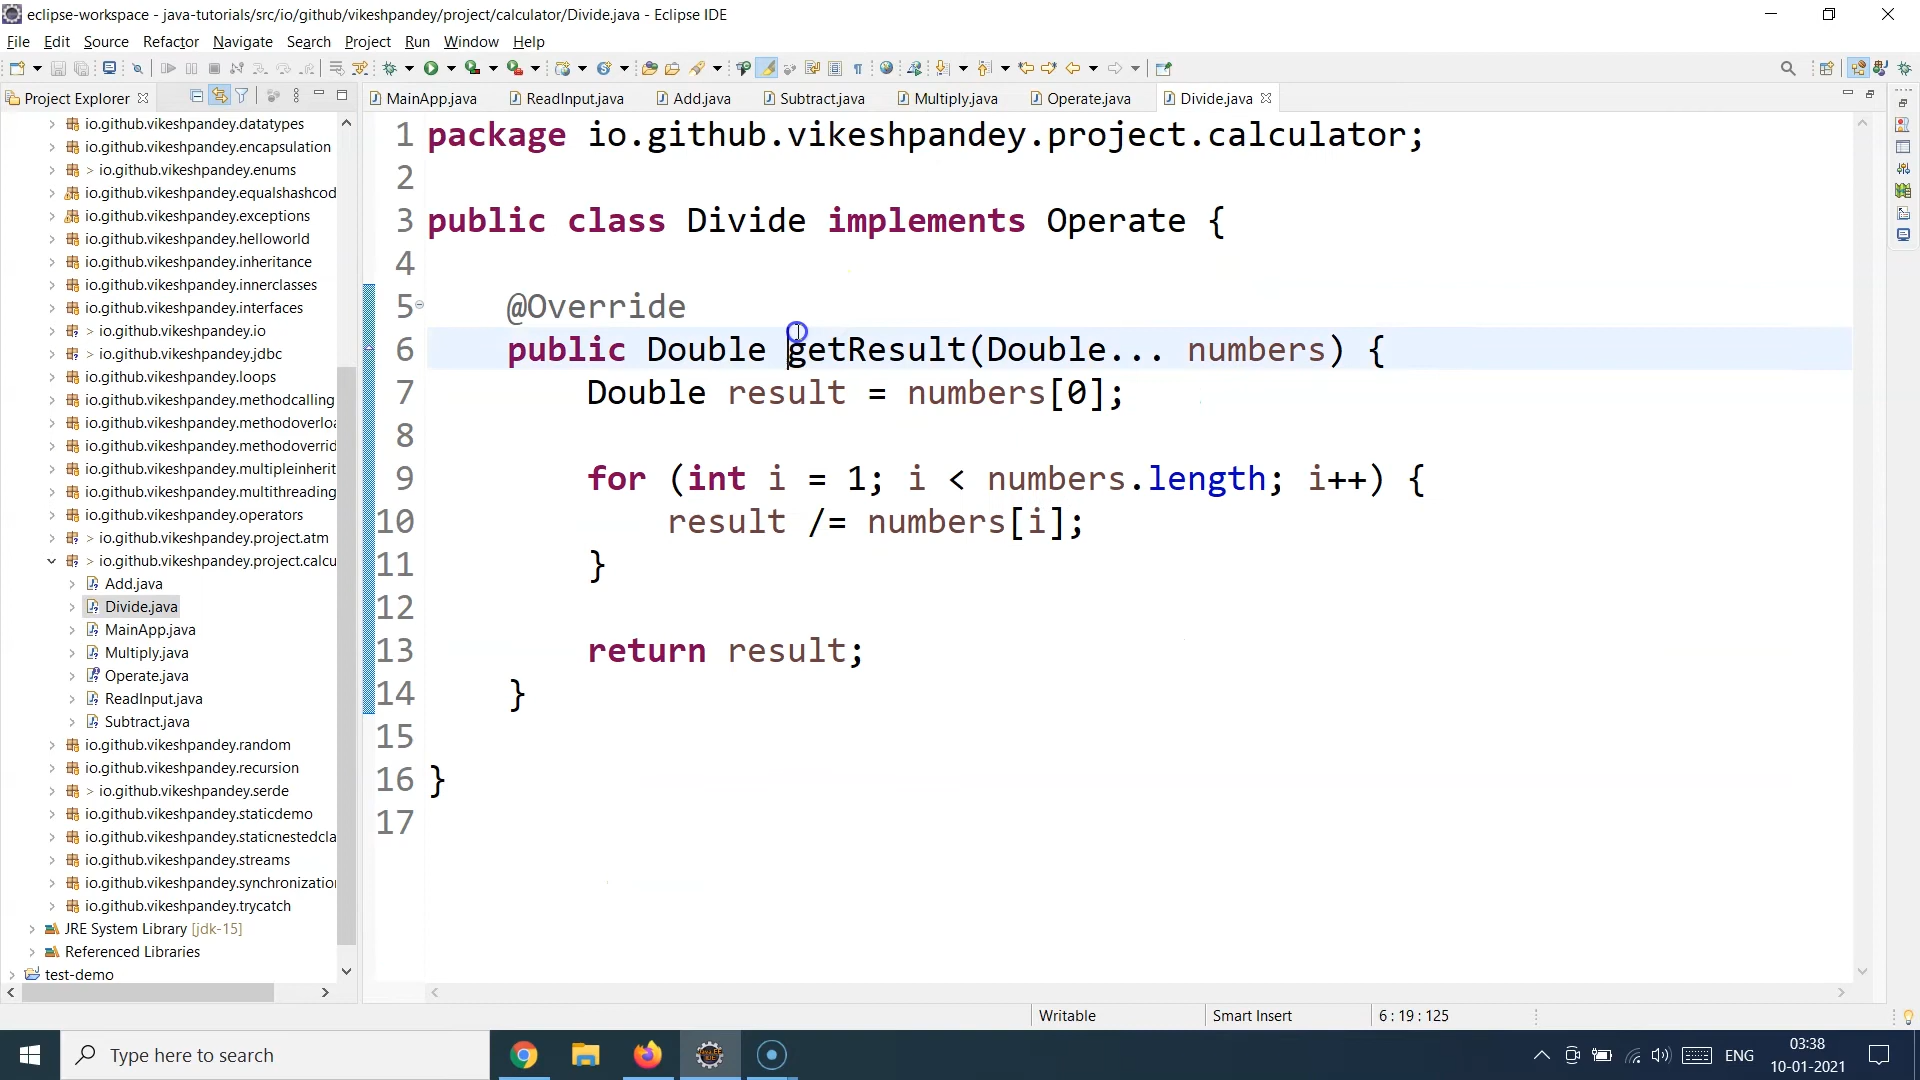 eclipse-workspace - java-tutorials/src/io/github/vikeshpandey/project/calculator/Divide.java - Eclipse IDE
File Edit Source Refactor Navigate Search Project Run Window Help
Project Explorer
MainApp.java ReadInput.java Add.java Subtract.java Multiply.java Operate.java Divide.java
io.github.vikeshpandey.datatypes
io.github.vikeshpandey.encapsulation
> io.github.vikeshpandey.enums
io.github.vikeshpandey.equalshashcod
io.github.vikeshpandey.exceptions
io.github.vikeshpandey.helloworld
io.github.vikeshpandey.inheritance
io.github.vikeshpandey.innerclasses
io.github.vikeshpandey.interfaces
> io.github.vikeshpandey.io
> io.github.vikeshpandey.jdbc
io.github.vikeshpandey.loops
io.github.vikeshpandey.methodcalling
io.github.vikeshpandey.methodoverloa
io.github.vikeshpandey.methodoverrid
io.github.vikeshpandey.multipleinherit
io.github.vikeshpandey.multithreading
io.github.vikeshpandey.operators
> io.github.vikeshpandey.project.atm
> io.github.vikeshpandey.project.calcu
Add.java
Divide.java
MainApp.java
Multiply.java
Operate.java
ReadInput.java
Subtract.java
io.github.vikeshpandey.random
io.github.vikeshpandey.recursion
> io.github.vikeshpandey.serde
io.github.vikeshpandey.staticdemo
io.github.vikeshpandey.staticnestedcla
io.github.vikeshpandey.streams
io.github.vikeshpandey.synchronization
io.github.vikeshpandey.trycatch
JRE System Library [jdk-15]
Referenced Libraries
test-demo
1 package io.github.vikeshpandey.project.calculator;
2
3 public class Divide implements Operate {
4
5 @Override
6 public Double getResult(Double... numbers) {
7 Double result = numbers[0];
8
9 for (int i = 1; i < numbers.length; i++) {
10 result /= numbers[i];
11 }
12
13 return result;
14 }
15
16 }
17
Writable Smart Insert 6 : 19 : 125
Type here to search
ENG
03:38
10-01-2021